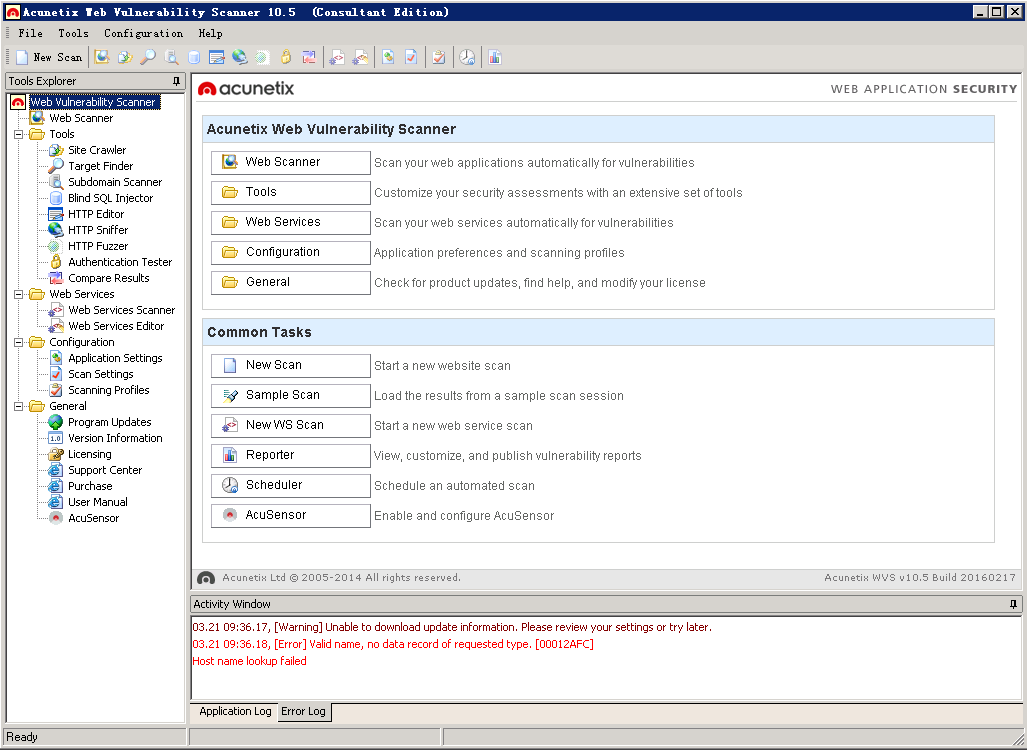 Acunetix Web Vulnerability Scanner 10.5 (Consultant Edition)
File Tools Configuration Help
New Scan
Tools Explorer
Web Vulnerability Scanner
Web Scanner
Tools
Site Crawler
Target Finder
Subdomain Scanner
Blind SQL Injector
HTTP Editor
HTTP Sniffer
HTTP Fuzzer
Authentication Tester
Compare Results
Web Services
Web Services Scanner
Web Services Editor
Configuration
Application Settings
Scan Settings
Scanning Profiles
General
Program Updates
1.0 Version Information
Licensing
Support Center
Purchase
User Manual
AcuSensor
acunetix WEB APPLICATION SECURITY
Acunetix Web Vulnerability Scanner
Web Scanner Scan your web applications automatically for vulnerabilities
Tools Customize your security assessments with an extensive set of tools
Web Services Scan your web services automatically for vulnerabilities
Configuration Application preferences and scanning profiles
General Check for product updates, find help, and modify your license
Common Tasks
New Scan Start a new website scan
Sample Scan Load the results from a sample scan session
New WS Scan Start a new web service scan
Reporter View, customize, and publish vulnerability reports
Scheduler Schedule an automated scan
AcuSensor Enable and configure AcuSensor
Acunetix Ltd © 2005-2014 All rights reserved. Acunetix WVS v10.5 Build 20160217
Activity Window
03.21 09:36.17, [Warning] Unable to download update information. Please review your settings or try later.
03.21 09:36.18, [Error] Valid name, no data record of requested type. [00012AFC]
Host name lookup failed
Application Log Error Log
Ready